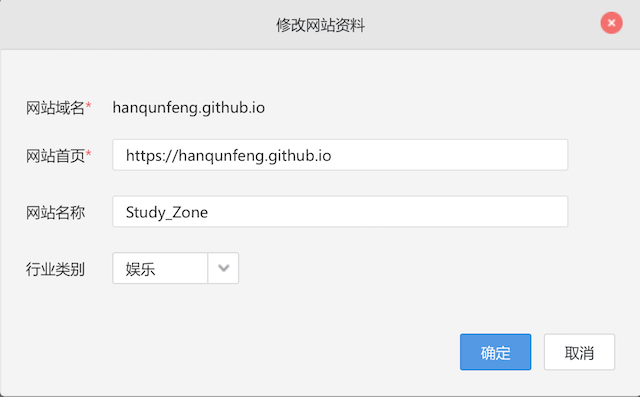 修改网站资料
网站域名* hanqunfeng.github.io
网站首页* https://hanqunfeng.github.io
网站名称 Study_Zone
行业类别 娱乐
确定 取消